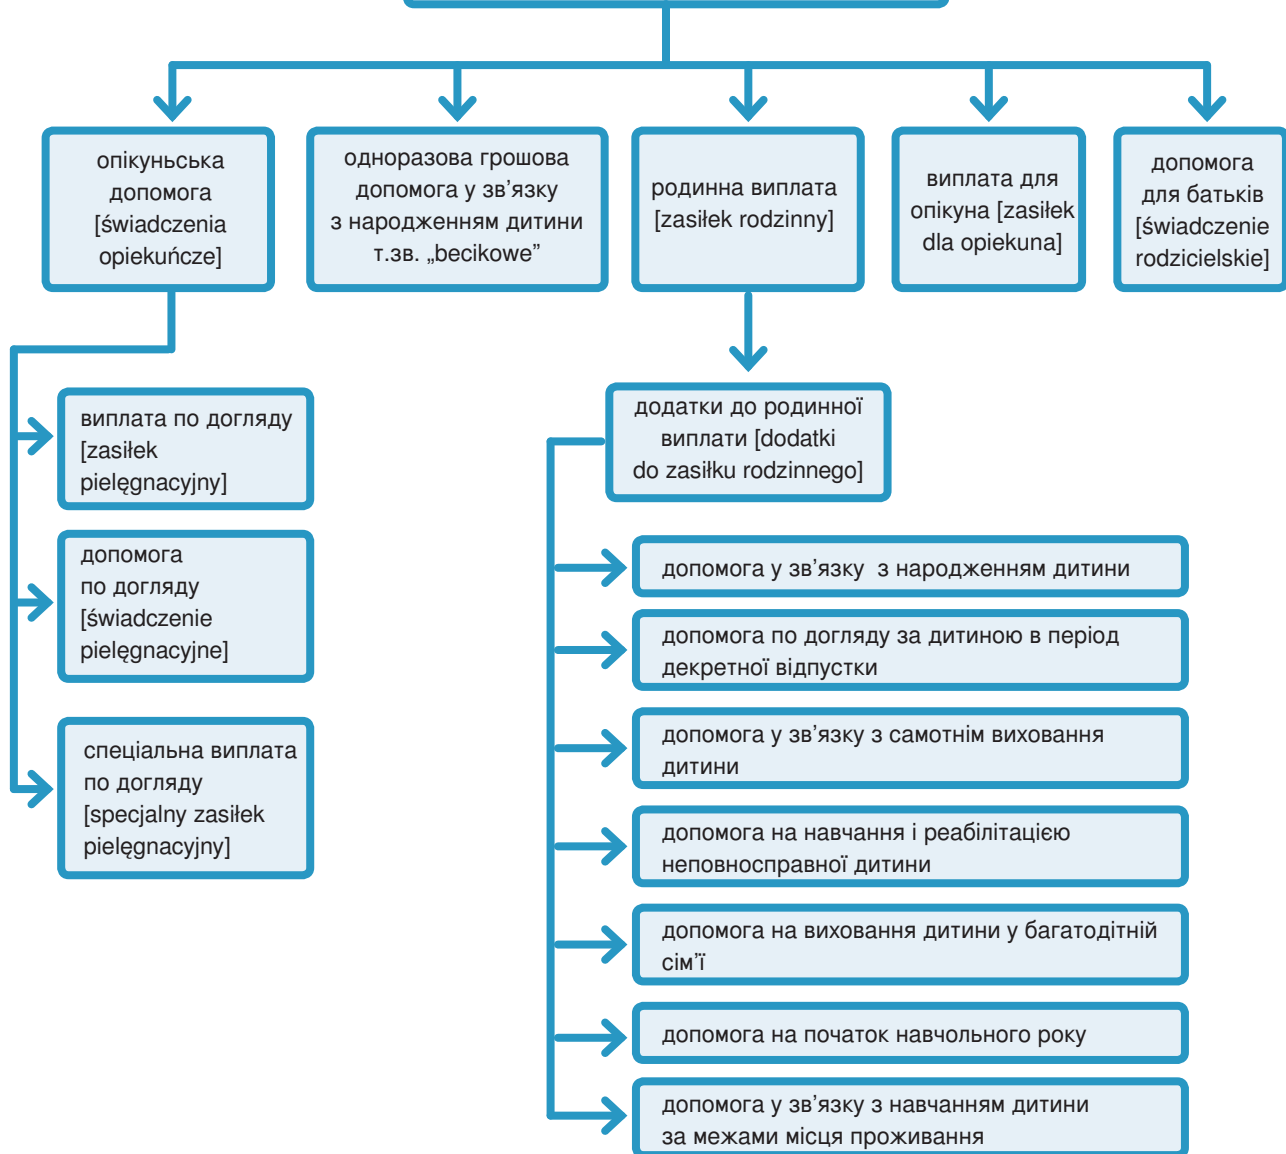 опікунська
допомога
[świadczenia
opiekuńcze]
одноразова грошова
допомога у зв'язку
з народженням дитини
т.зв. „becikowe”
родинна виплата
[zasiłek rodzinny]
виплата для
опікуна [zasiłek
dla opiekuna]
допомога
для батьків
[świadczenie
rodzicielskie]
виплата по догляду
[zasiłek
pielęgnacyjny]
допомога
по догляду
[świadczenie
pielęgnacyjne]
спеціальна виплата
по догляду
[specjalny zasiłek
pielęgnacyjny]
додатки до родинної
виплати [dodatki
do zasiłku rodzinnego]
допомога у зв'язку  з народженням дитини
допомога по догляду за дитиною в період
декретної відпустки
допомога у зв'язку з самотнім виховання
дитини
допомога на навчання і реабілітацією
неповносправної дитини
допомога на виховання дитини у багатодітній
сім'ї
допомога на початок навчольного року
допомога у зв'язку з навчанням дитини
за межами місця проживання